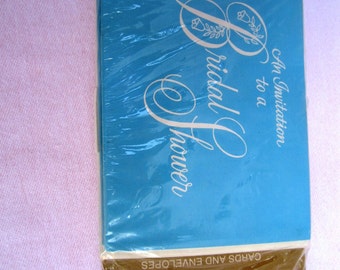 An Invitation
to a
Bridal
Shower
CARDS AND ENVELOPES